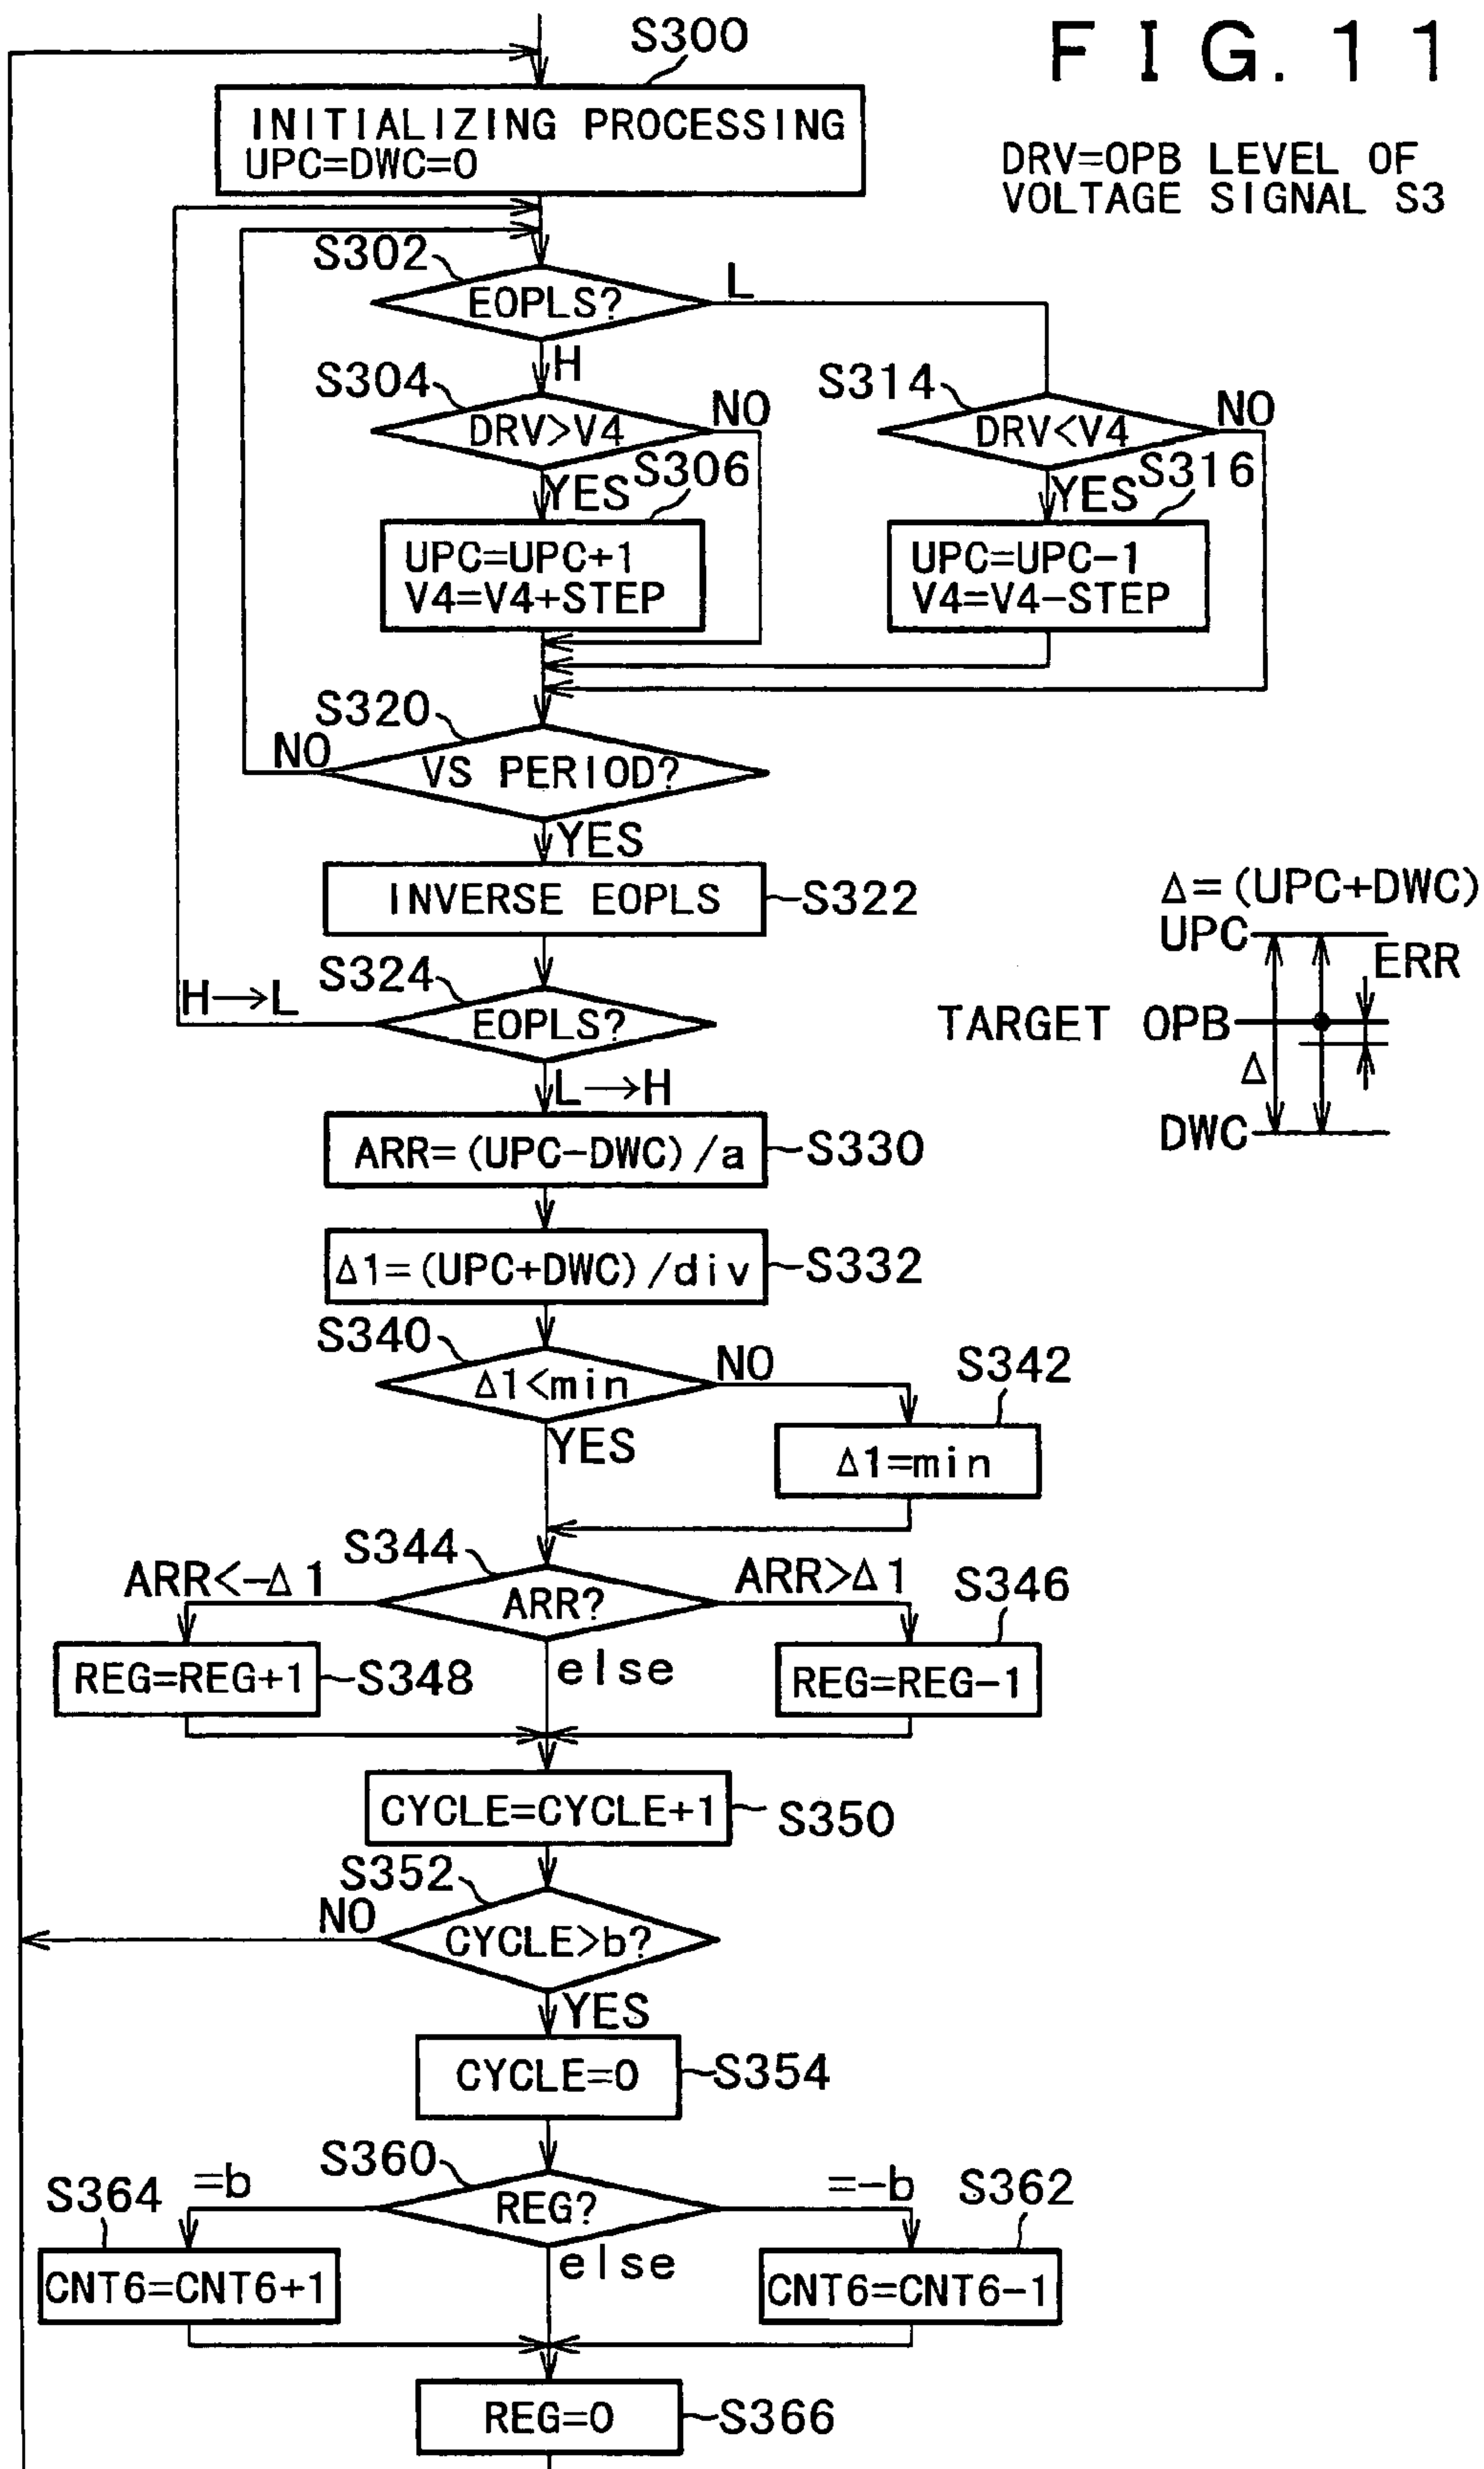 FIG. 11
S300
INITIALIZING PROCESSING
UPC=DWC=0
DRV=OPB LEVEL OF
VOLTAGE SIGNAL S3
S302
EOPLS?
L
H
S304
DRV>V4
NO
S314
DRV<V4
NO
YES
S306
YES
S316
UPC=UPC+1
V4=V4+STEP
UPC=UPC-1
V4=V4-STEP
S320
NO
VS PERIOD?
YES
INVERSE EOPLS
S322
Δ=(UPC+DWC)
UPC
ERR
TARGET OPB
Δ
DWC
S324
H→L
EOPLS?
L→H
ARR=(UPC-DWC)/a
S330
Δ1=(UPC+DWC)/div
S332
S340
Δ1<min
NO
S342
YES
Δ1=min
S344
ARR<-Δ1
ARR?
ARR>Δ1
S346
REG=REG+1
S348
else
REG=REG-1
CYCLE=CYCLE+1
S350
S352
NO
CYCLE>b?
YES
CYCLE=0
S354
S360
S364
=b
REG?
=-b
S362
CNT6=CNT6+1
else
CNT6=CNT6-1
REG=0
S366